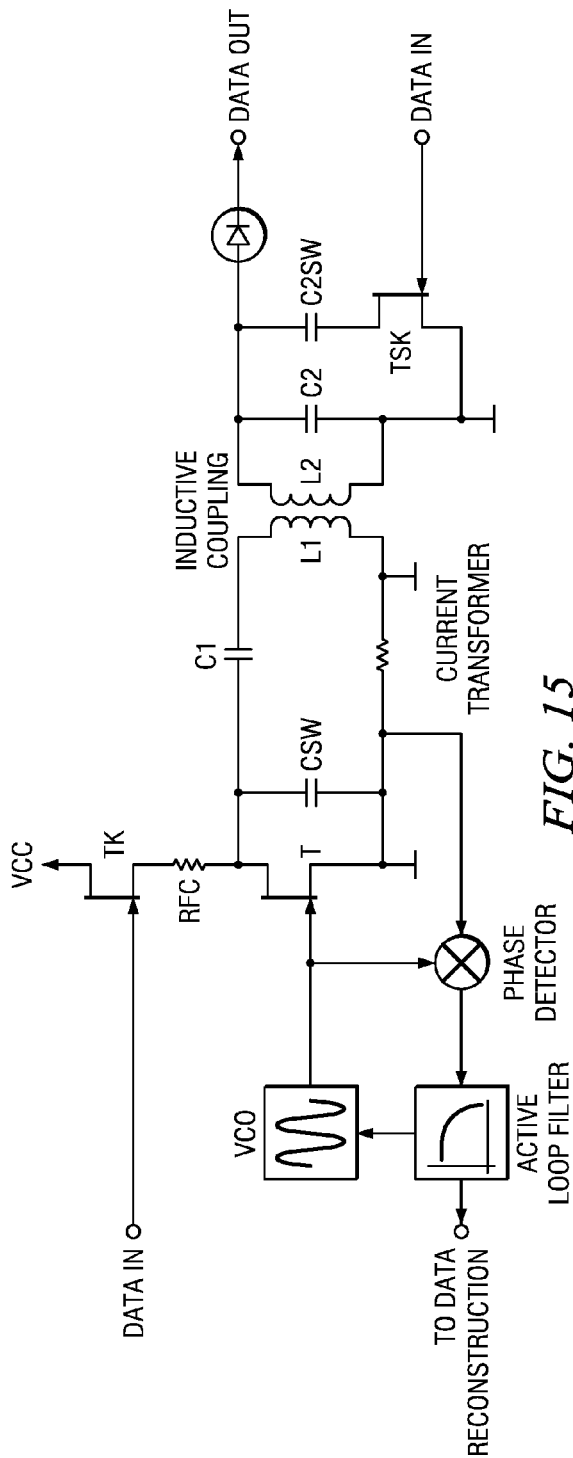 VCC
TK
DATA IN
RFC
VCO
T
CSW
C1
INDUCTIVE
COUPLING
L1
L2
C2
C2SW
TSK
DATA OUT
DATA IN
CURRENT
TRANSFORMER
PHASE
DETECTOR
ACTIVE
LOOP FILTER
TO DATA
RECONSTRUCTION
FIG. 15